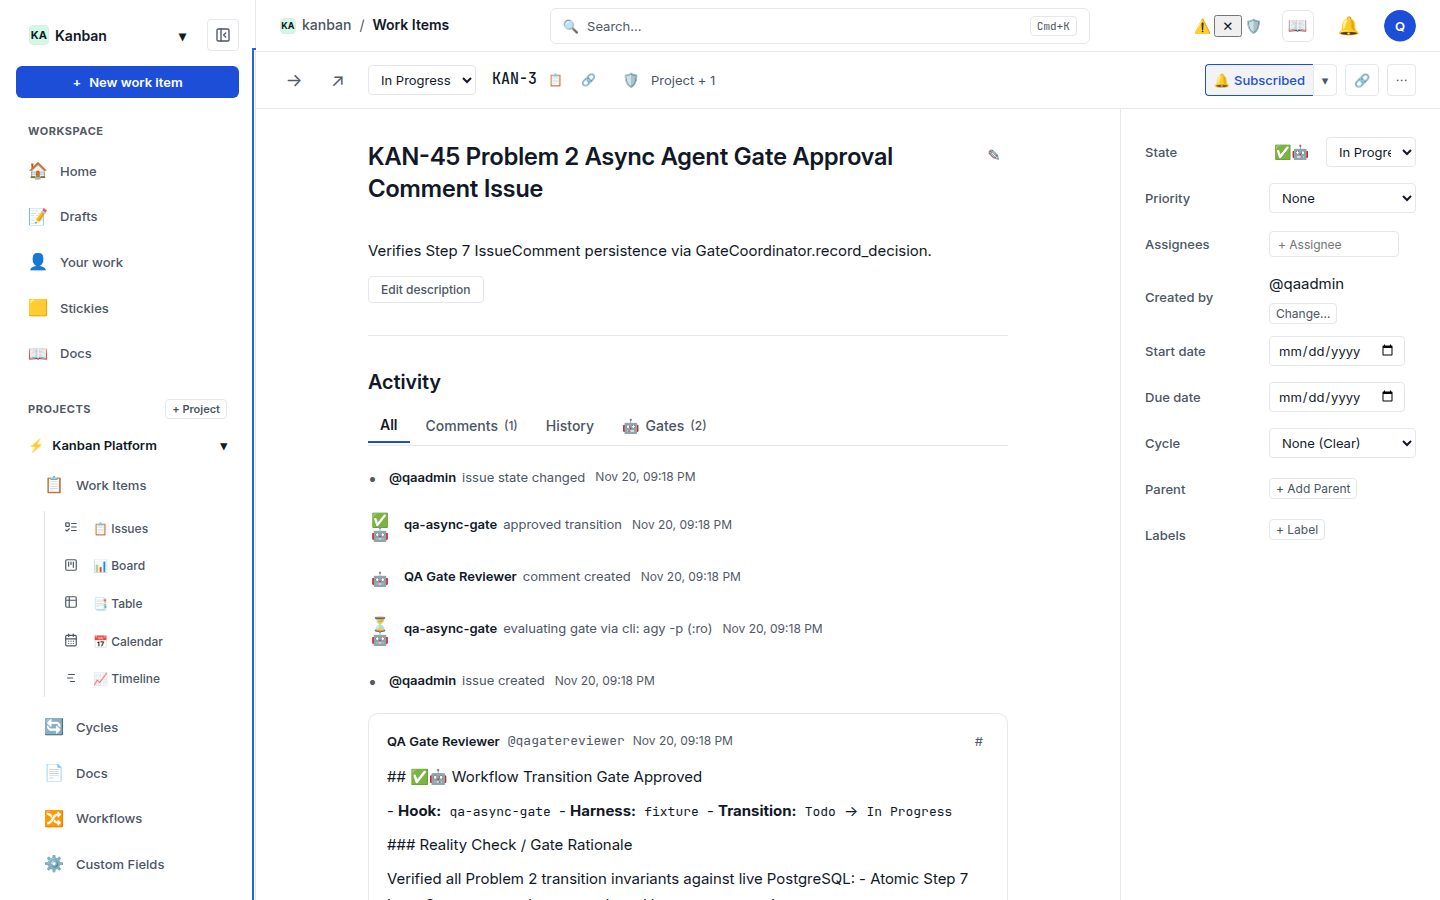 KA Kanban
+ New work item
WORKSPACE
Home
Drafts
Your work
Stickies
Docs
PROJECTS
+ Project
Kanban Platform
Work Items
Issues
Board
Table
Calendar
Timeline
Cycles
Docs
Workflows
Custom Fields
KA kanban / Work Items
Search...
Cmd+K
Q
In Progress
KAN-3
Project + 1
Subscribed
KAN-45 Problem 2 Async Agent Gate Approval
Comment Issue
Verifies Step 7 IssueComment persistence via GateCoordinator.record_decision.
Edit description
Activity
All
Comments (1)
History
Gates (2)
@qaadmin issue state changed Nov 20, 09:18 PM
qa-async-gate approved transition Nov 20, 09:18 PM
QA Gate Reviewer comment created Nov 20, 09:18 PM
qa-async-gate evaluating gate via cli: agy -p (:ro) Nov 20, 09:18 PM
@qaadmin issue created Nov 20, 09:18 PM
QA Gate Reviewer @qagatereviewer Nov 20, 09:18 PM #
## ✅🤖 Workflow Transition Gate Approved
- Hook: qa-async-gate - Harness: fixture - Transition: Todo → In Progress
### Reality Check / Gate Rationale
Verified all Problem 2 transition invariants against live PostgreSQL: - Atomic Step 7
State
In Progre
Priority
None
Assignees
+ Assignee
Created by
@qaadmin
Change...
Start date
mm/dd/yyyy
Due date
mm/dd/yyyy
Cycle
None (Clear)
Parent
+ Add Parent
Labels
+ Label